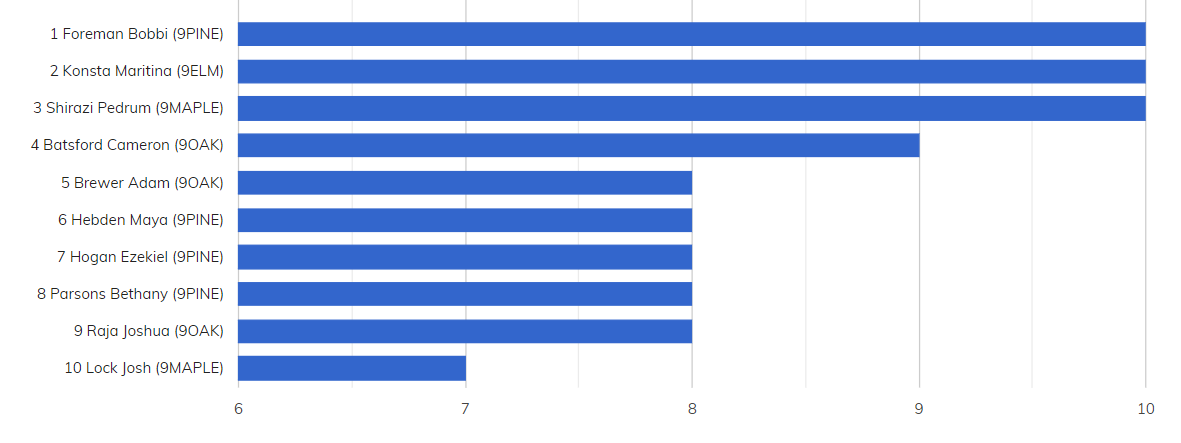 1 Foreman Bobbi (9PINE)
2 Konsta Maritina (9ELM)
3 Shirazi Pedrum (9MAPLE)
4 Batsford Cameron (9OAK)
5 Brewer Adam (9OAK)
6 Hebden Maya (9PINE)
7 Hogan Ezekiel (9PINE)
8 Parsons Bethany (9PINE)
9 Raja Joshua (9OAK)
10 Lock Josh (9MAPLE)
6 7 8 9 10